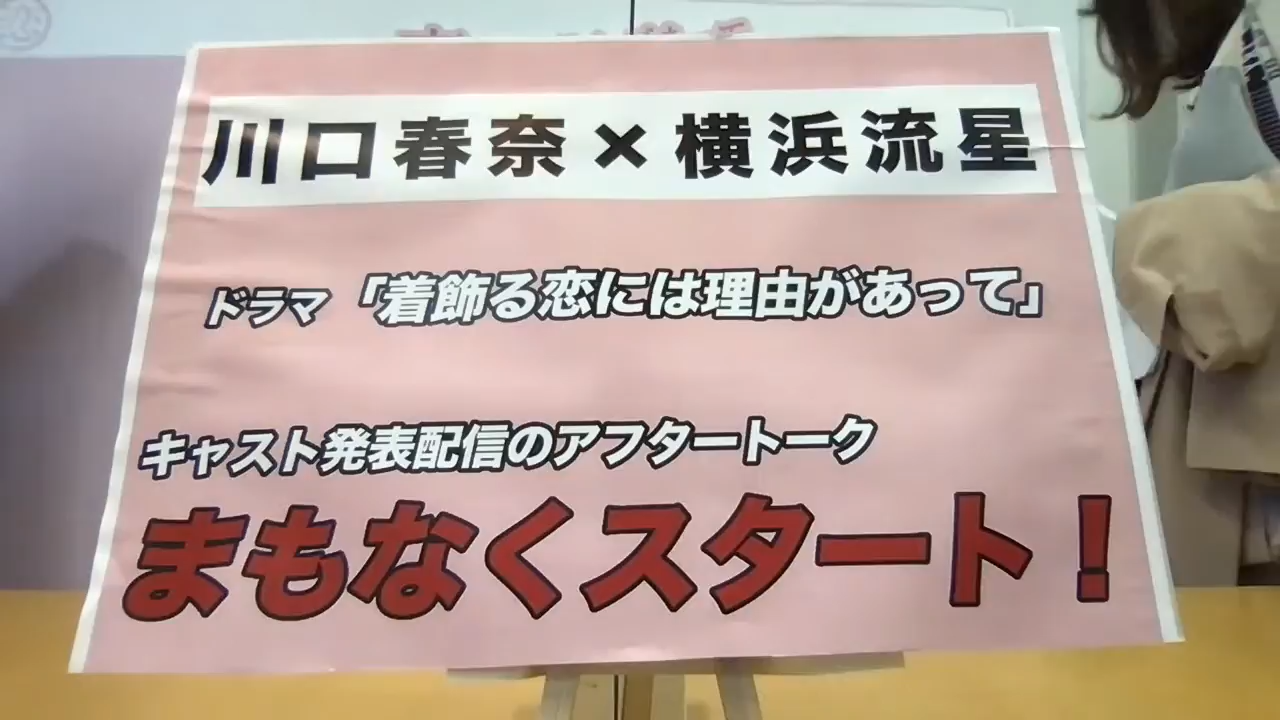 川口春奈×横浜流星
ドラマ「着飾る恋には理由があって」
キャスト発表配信のアフタートーク
まもなくスタート！